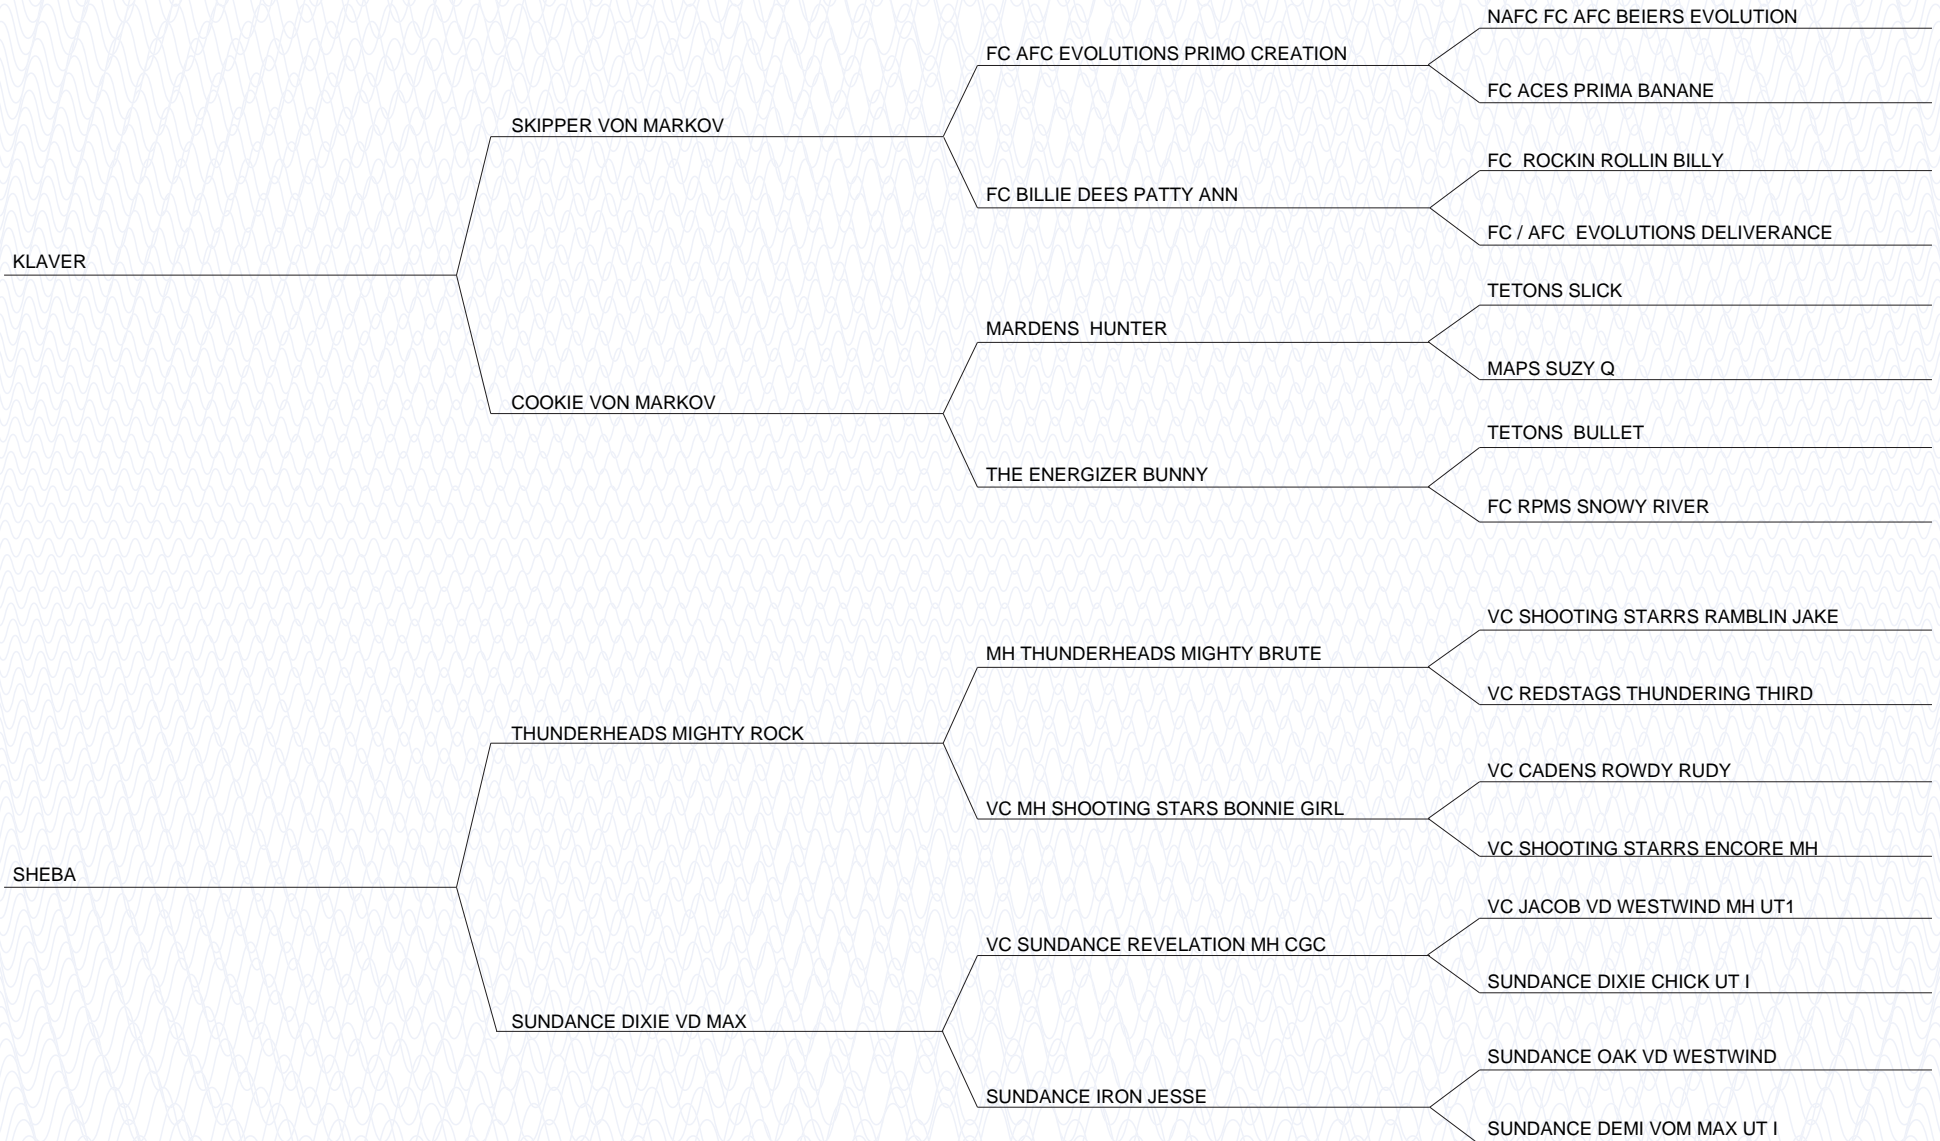 NAFC FC AFC BEIERS EVOLUTION
FC AFC EVOLUTIONS PRIMO CREATION
FC ACES PRIMA BANANE
SKIPPER VON MARKOV
FC  ROCKIN ROLLIN BILLY
FC BILLIE DEES PATTY ANN
FC / AFC  EVOLUTIONS DELIVERANCE
KLAVER
TETONS SLICK
MARDENS  HUNTER
MAPS SUZY Q
COOKIE VON MARKOV
TETONS  BULLET
THE ENERGIZER BUNNY
FC RPMS SNOWY RIVER
VC SHOOTING STARRS RAMBLIN JAKE
MH THUNDERHEADS MIGHTY BRUTE
VC REDSTAGS THUNDERING THIRD
THUNDERHEADS MIGHTY ROCK
VC CADENS ROWDY RUDY
VC MH SHOOTING STARS BONNIE GIRL
VC SHOOTING STARRS ENCORE MH
SHEBA
VC JACOB VD WESTWIND MH UT1
VC SUNDANCE REVELATION MH CGC
SUNDANCE DIXIE CHICK UT I
SUNDANCE DIXIE VD MAX
SUNDANCE OAK VD WESTWIND
SUNDANCE IRON JESSE
SUNDANCE DEMI VOM MAX UT I